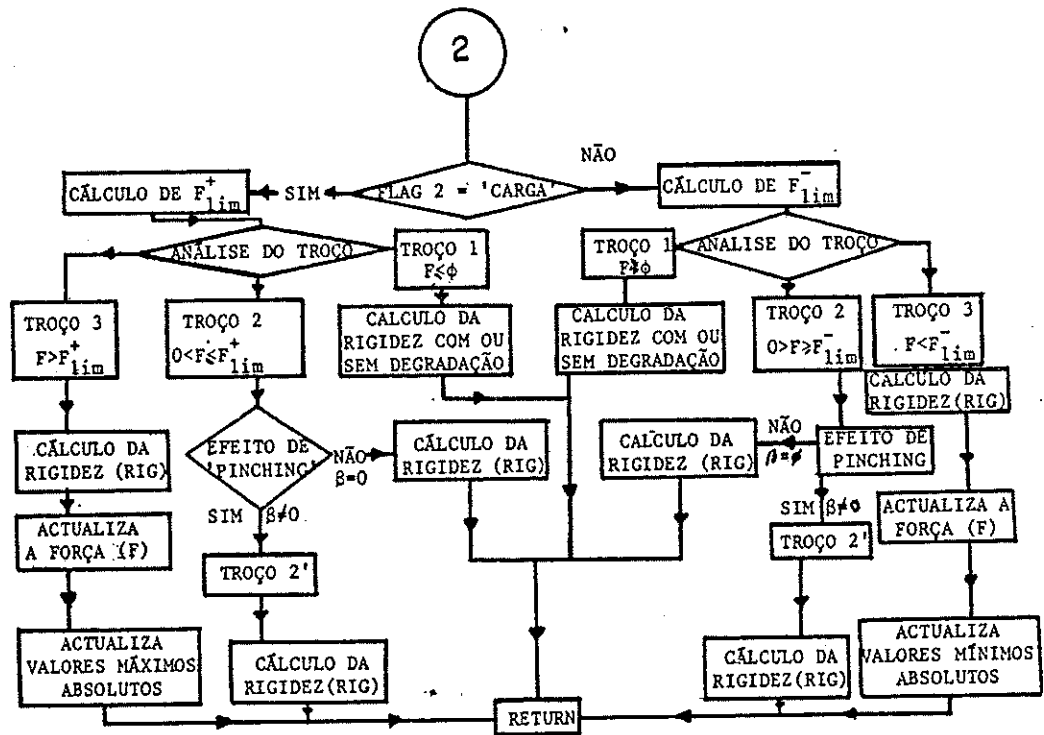 2
NÃO
CÁLCULO DE F⁺lim
SIM
FLAG 2 = 'CARGA'
CÁLCULO DE F⁻lim
ANÁLISE DO TROÇO
TROÇO 1
F≤ϕ
TROÇO 1
F≥ϕ
ANALISE DO TROÇO
TROÇO 3
F>F⁺lim
TROÇO 2
0<F≤F⁺lim
CALCULO DA
RIGIDEZ COM OU
SEM DEGRADAÇÃO
CALCULO DA
RIGIDEZ COM OU
SEM DEGRADAÇÃO
TROÇO 2
0>F≥F⁻lim
TROÇO 3
F<F⁻lim
CALCULO DA
RIGIDEZ(RIG)
CÁLCULO DA
RIGIDEZ (RIG)
EFEITO DE
'PINCHING'
NÃO
β=0
CÁLCULO DA
RIGIDEZ (RIG)
CALCULO DA
RIGIDEZ (RIG)
NÃO
β=ϕ
EFEITO DE
PINCHING
SIM β≠0
SIM β≠0
ACTUALIZA
A FORÇA (F)
TROÇO 2'
TROÇO 2'
ACTUALIZA A
FORÇA (F)
ACTUALIZA
VALORES MÁXIMOS
ABSOLUTOS
CÁLCULO DA
RIGIDEZ(RIG)
CÁLCULO DA
RIGIDEZ(RIG)
ACTUALIZA
VALORES MÍNIMOS
ABSOLUTOS
RETURN